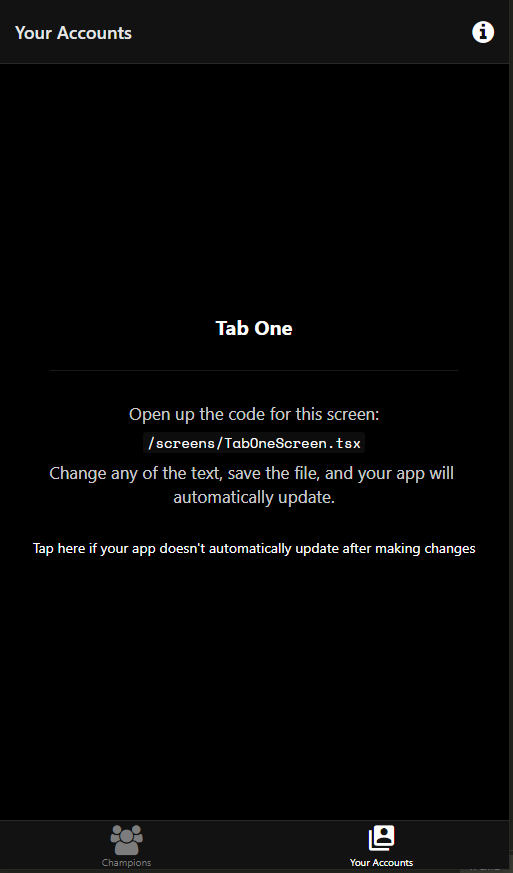 Your Accounts
Tab One
Open up the code for this screen:
/screens/TabOneScreen.tsx
Change any of the text, save the file, and your app will
automatically update.
Tap here if your app doesn't automatically update after making changes
Champions
Your Accounts